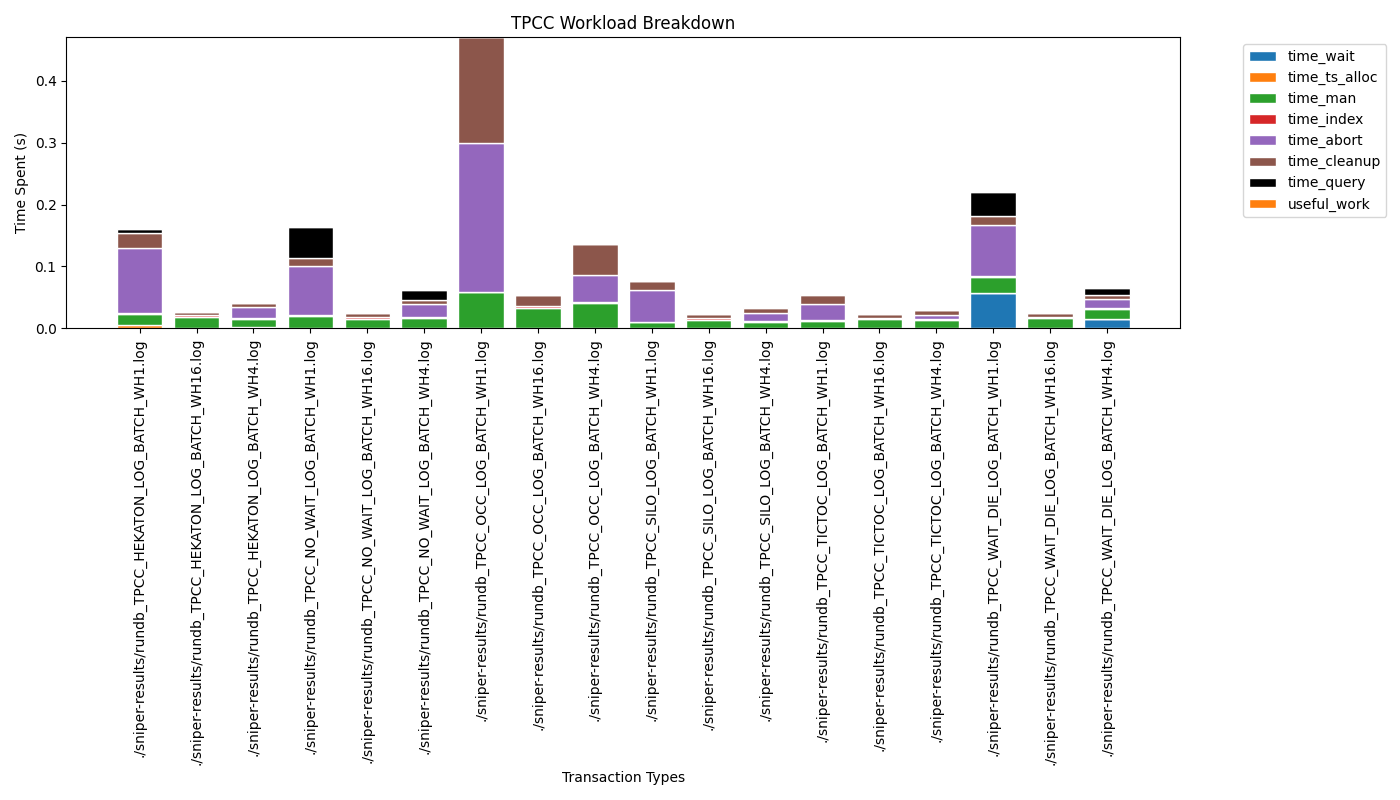 TPCC Workload Breakdown
Time Spent (s)
0.4
0.3
0.2
0.1
0.0
time_wait
time_ts_alloc
time_man
time_index
time_abort
time_cleanup
time_query
useful_work
./sniper-results/rundb_TPCC_HEKATON_LOG_BATCH_WH1.log
./sniper-results/rundb_TPCC_HEKATON_LOG_BATCH_WH16.log
./sniper-results/rundb_TPCC_HEKATON_LOG_BATCH_WH4.log
./sniper-results/rundb_TPCC_NO_WAIT_LOG_BATCH_WH1.log
./sniper-results/rundb_TPCC_NO_WAIT_LOG_BATCH_WH16.log
./sniper-results/rundb_TPCC_NO_WAIT_LOG_BATCH_WH4.log
./sniper-results/rundb_TPCC_OCC_LOG_BATCH_WH1.log
./sniper-results/rundb_TPCC_OCC_LOG_BATCH_WH16.log
./sniper-results/rundb_TPCC_OCC_LOG_BATCH_WH4.log
./sniper-results/rundb_TPCC_SILO_LOG_BATCH_WH1.log
./sniper-results/rundb_TPCC_SILO_LOG_BATCH_WH16.log
./sniper-results/rundb_TPCC_SILO_LOG_BATCH_WH4.log
./sniper-results/rundb_TPCC_TICTOC_LOG_BATCH_WH1.log
./sniper-results/rundb_TPCC_TICTOC_LOG_BATCH_WH16.log
./sniper-results/rundb_TPCC_TICTOC_LOG_BATCH_WH4.log
./sniper-results/rundb_TPCC_WAIT_DIE_LOG_BATCH_WH1.log
./sniper-results/rundb_TPCC_WAIT_DIE_LOG_BATCH_WH16.log
./sniper-results/rundb_TPCC_WAIT_DIE_LOG_BATCH_WH4.log
Transaction Types